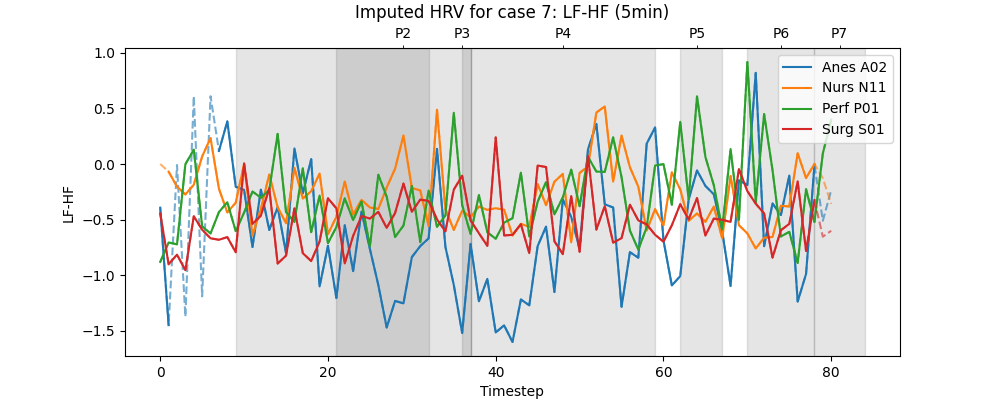 Imputed HRV for case 7: LF-HF (5min)
P2 P3 P4 P5 P6 P7
1.0
0.5
0.0
−0.5
−1.0
−1.5
LF-HF
Anes A02
Nurs N11
Perf P01
Surg S01
0 20 40 60 80
Timestep